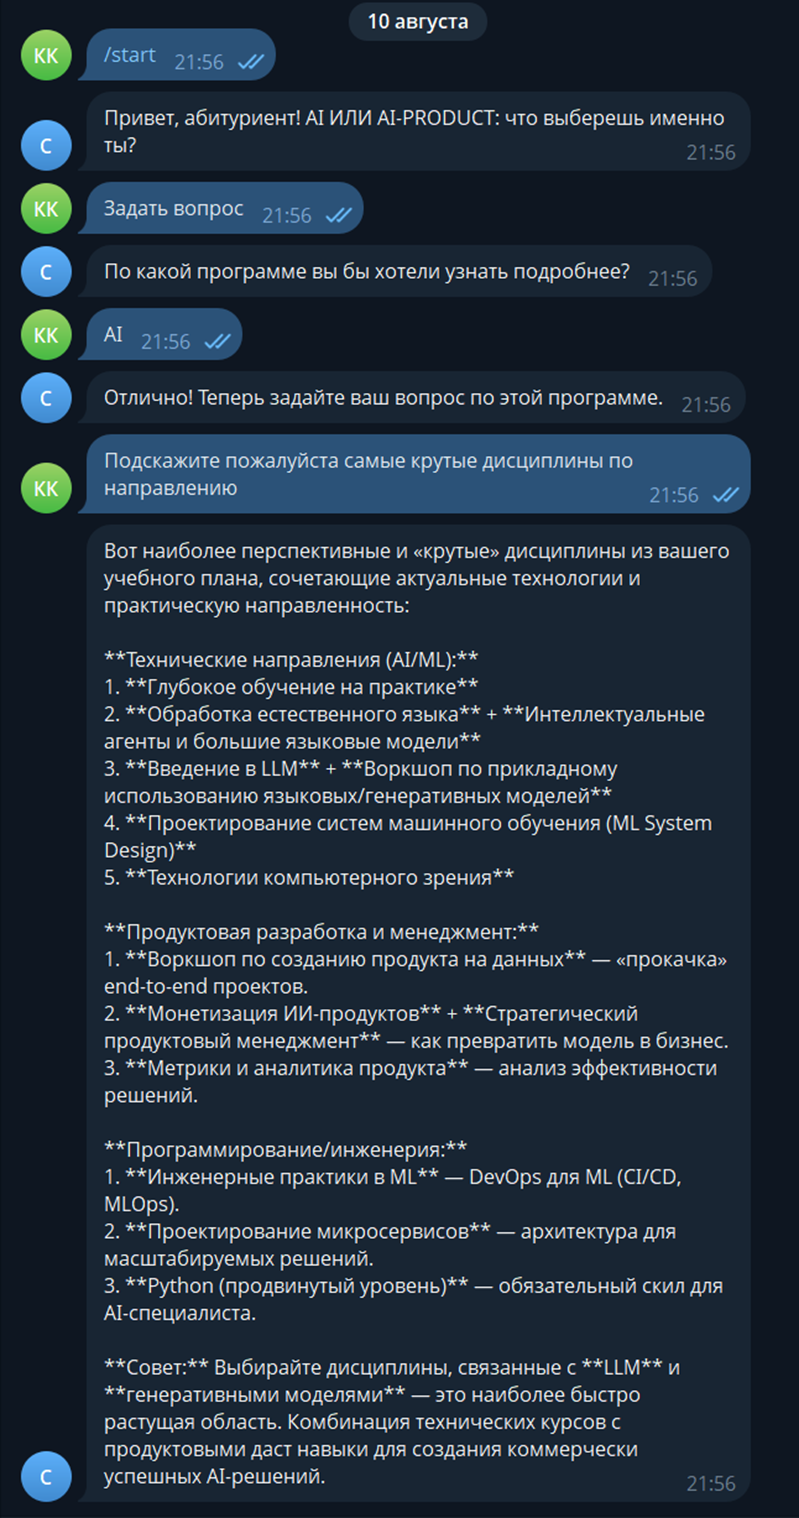 10 августа
КК
/start 21:56
Привет, абитуриент! AI ИЛИ AI-PRODUCT: что выберешь именно
ты?
С
21:56
КК
Задать вопрос 21:56
С
По какой программе вы бы хотели узнать подробнее? 21:56
КК
AI 21:56
С
Отлично! Теперь задайте ваш вопрос по этой программе. 21:56
Подскажите пожалуйста самые крутые дисциплины по
КК
направлению
21:56
Вот наиболее перспективные и «крутые» дисциплины из вашего
учебного плана, сочетающие актуальные технологии и
практическую направленность:
**Технические направления (AI/ML):**
1. **Глубокое обучение на практике**
2. **Обработка естественного языка** + **Интеллектуальные
агенты и большие языковые модели**
3. **Введение в LLM** + **Воркшоп по прикладному
использованию языковых/генеративных моделей**
4. **Проектирование систем машинного обучения (ML System
Design)**
5. **Технологии компьютерного зрения**
**Продуктовая разработка и менеджмент:**
1. **Воркшоп по созданию продукта на данных** — «прокачка»
end-to-end проектов.
2. **Монетизация ИИ-продуктов** + **Стратегический
продуктовый менеджмент** — как превратить модель в бизнес.
3. **Метрики и аналитика продукта** — анализ эффективности
решений.
**Программирование/инженерия:**
1. **Инженерные практики в ML** — DevOps для ML (CI/CD,
MLOps).
2. **Проектирование микросервисов** — архитектура для
масштабируемых решений.
3. **Python (продвинутый уровень)** — обязательный скил для
AI-специалиста.
**Совет:** Выбирайте дисциплины, связанные с **LLM** и
**генеративными моделями** — это наиболее быстро
растущая область. Комбинация технических курсов с
продуктовыми даст навыки для создания коммерчески
успешных AI-решений.
С
21:56